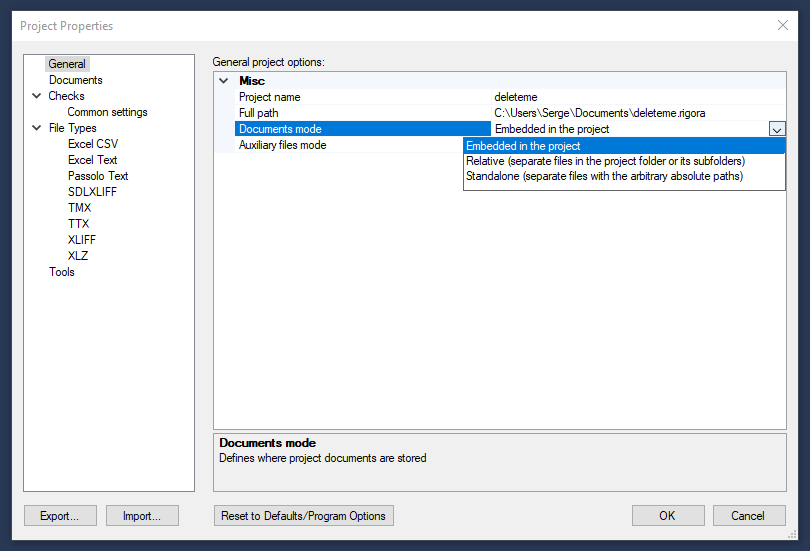 Project Properties
General
Documents
Checks
Common settings
File Types
Excel CSV
Excel Text
Passolo Text
SDLXLIFF
TMX
TTX
XLIFF
XLZ
Tools
General project options:
Misc
Project name deleteme
Full path C:\Users\Serge\Documents\deleteme.rigora
Documents mode Embedded in the project
Auxiliary files mode
Embedded in the project
Relative (separate files in the project folder or its subfolders)
Standalone (separate files with the arbitrary absolute paths)
Documents mode
Defines where project documents are stored
Export... Import... Reset to Defaults/Program Options OK Cancel